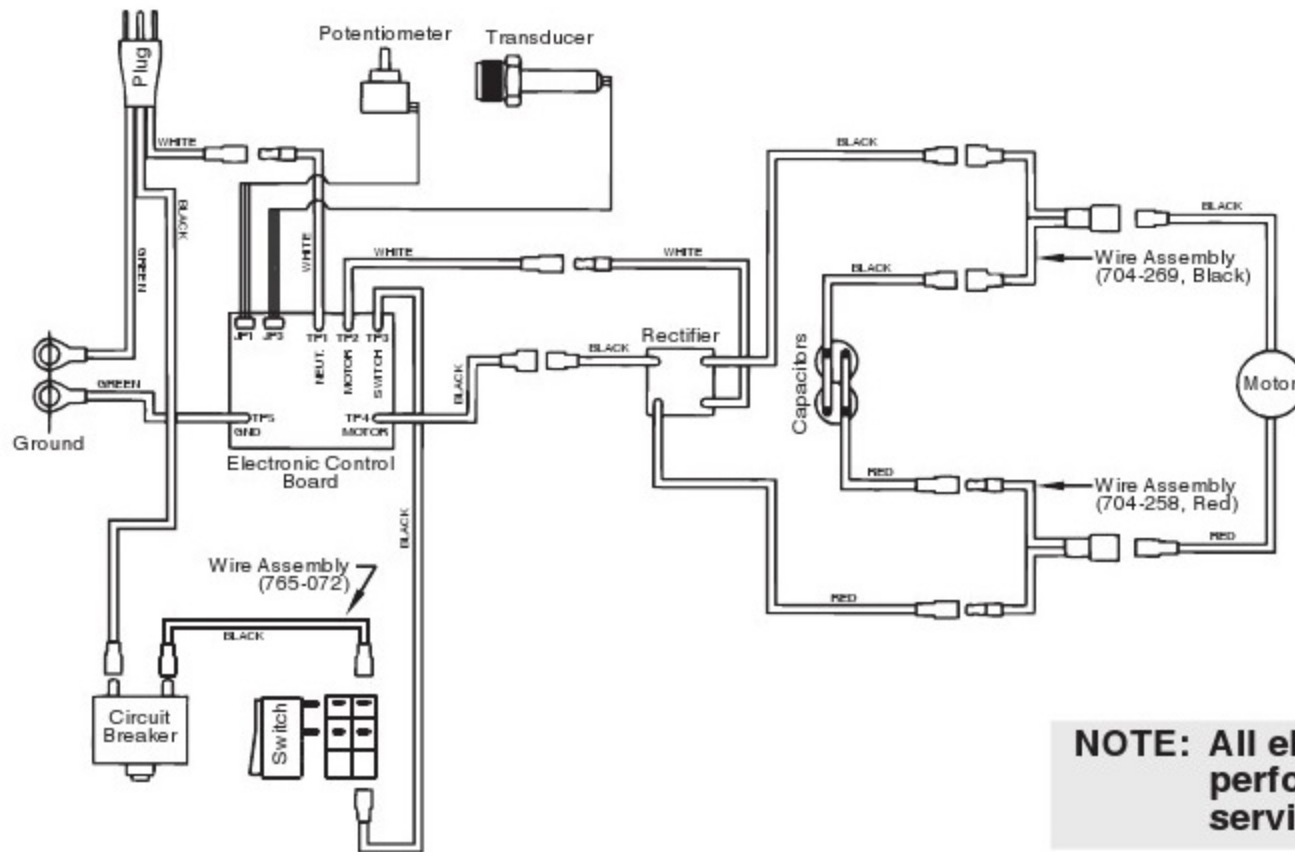 Plug
Potentiometer
Transducer
WHITE
BLACK
GREEN
WHITE
WHITE
WHITE
BLACK
BLACK
BLACK
Wire Assembly
(704-269, Black)
JP1
JP3
TP1
TP2
TP3
NEUT.
MOTOR
SWITCH
TP5
GND
TP4
MOTOR
Electronic Control
Board
GREEN
Ground
BLACK
BLACK
Rectifier
Capacitors
Motor
RED
Wire Assembly
(704-258, Red)
RED
RED
BLACK
Wire Assembly
(765-072)
BLACK
Circuit
Breaker
Switch
NOTE: All el
perfo
servi